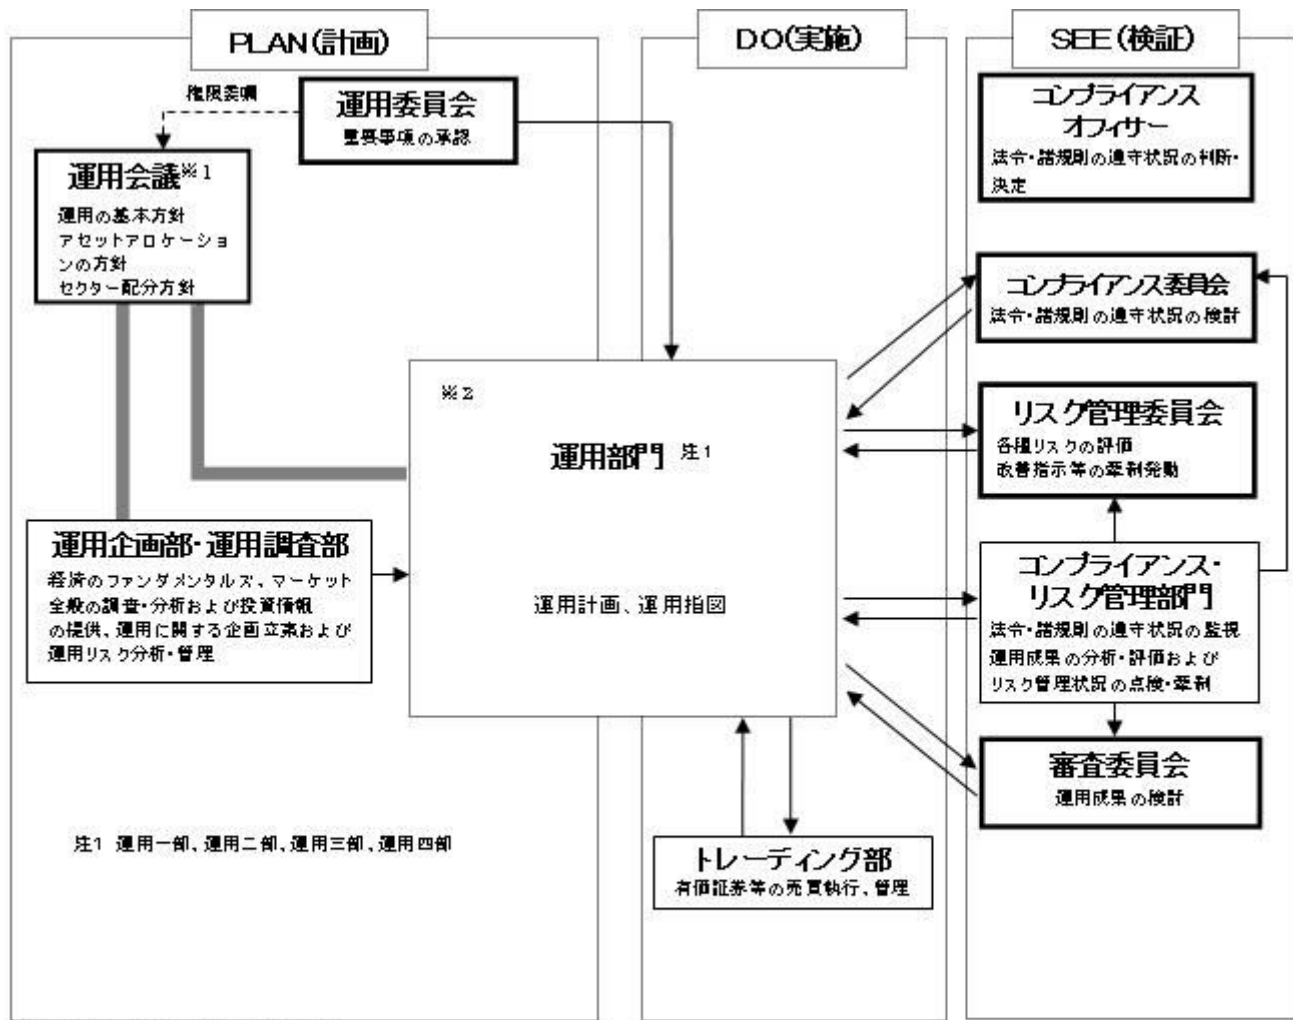 PLAN(計画)
権限委嘱
運用委員会
重要事項の承認
運用会議※1
運用の基本方針
アセットアロケーショ
ンの方針
セクター配分方針
運用企画部・運用調査部
経済のファンダメンタルズ、マーケット
全般の調査・分析および投資情報
の提供、運用に関する企画立案および
運用リスク分析・管理
注1 運用一部、運用二部、運用三部、運用四部
DO(実施)
※2
運用部門 注1
運用計画、運用指図
トレーディング部
有価証券等の売買執行、管理
SEE(検証)
コンプライアンス
オフィサー
法令・諸規則の遵守状況の判断・
決定
コンプライアンス委員会
法令・諸規則の遵守状況の検討
リスク管理委員会
各種リスクの評価
改善指示等の牽制発動
コンプライアンス・
リスク管理部門
法令・諸規則の遵守状況の監視
運用成果の分析・評価および
リスク管理状況の点検・牽制
審査委員会
運用成果の検討